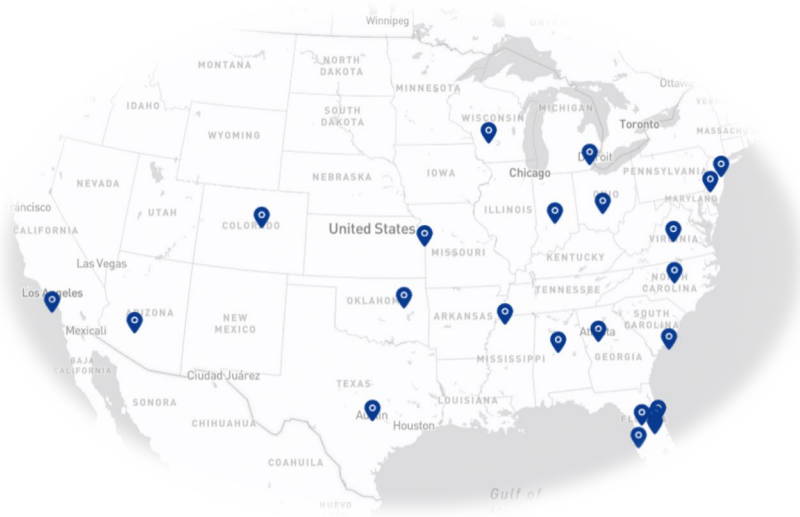 Winnipeg
MONTANA
NORTH
DAKOTA
MINNESOTA
Ottawa
IDAHO
SOUTH
DAKOTA
WISCONSIN
MICHIGAN
Toronto
WYOMING
MASSACH
Detroit
Chicago
PENNSYLVANIA
IOWA
NEBRASKA
NEVADA
OHIO
MARYLAND
ancisco
UTAH
COLORADO
ILLINOIS
CALIFORNIA
United States
MISSOURI
VIRGINIA
KENTUCKY
Las Vegas
NORTH
CAROLINA
TENNESSEE
Los Angeles
OKLAHOMA
ARIZONA
ARKANSAS
SOUTH
CAROLINA
NEW
MEXICO
Mexicali
Atlanta
MISSISSIPPI
GEORGIA
BAJA
CALIFORNIA
Ciudad Juárez
TEXAS
SONORA
LOUISIANA
Austin
Houston
CHIHUAHUA
COAHUILA
Gulf of
NUEVO